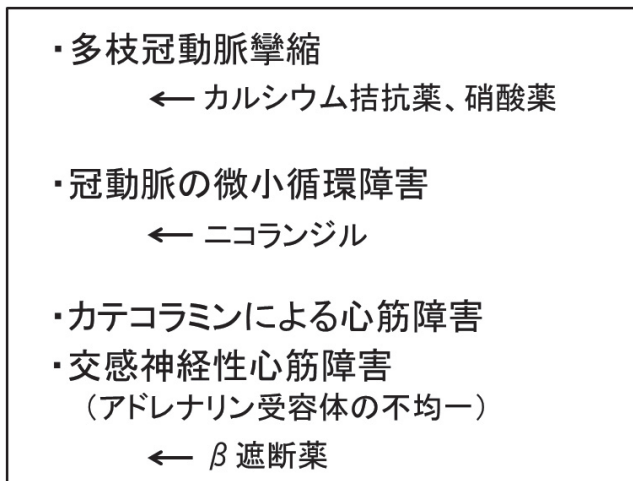 ・多枝冠動脈攣縮
← カルシウム拮抗薬、硝酸薬
・冠動脈の微小循環障害
← ニコランジル
・カテコラミンによる心筋障害
・交感神経性心筋障害
（アドレナリン受容体の不均一）
← β遮断薬